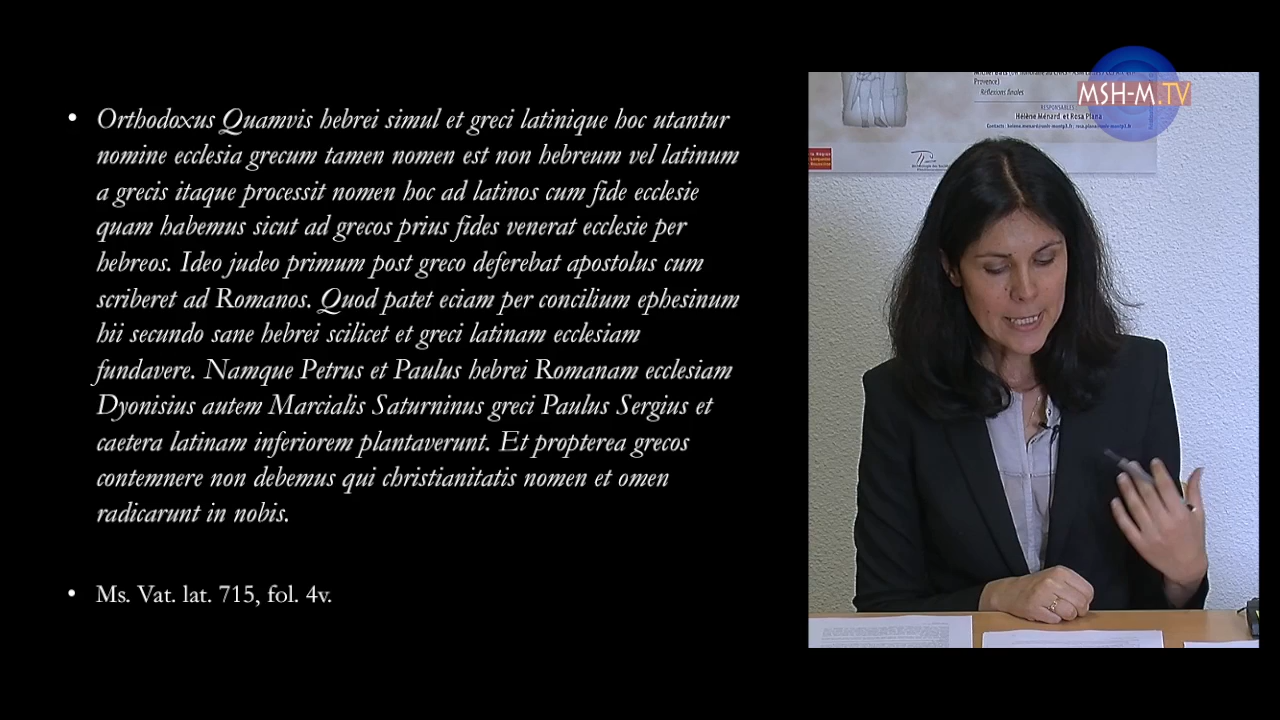 • Orthodoxus Quamvis hebrei simul et greci latinique hoc utantur
nomine ecclesia grecum tamen nomen est non hebreum vel latinum
a grecis itaque processit nomen hoc ad latinos cum fide ecclesie
quam habemus sicut ad grecos prius fides venerat ecclesie per
hebreos. Ideo judeo primum post greco deferebat apostolus cum
scriberet ad Romanos. Quod patet eciam per concilium ephesinum
hii secundo sane hebrei scilicet et greci latinam ecclesiam
fundavere. Namque Petrus et Paulus hebrei Romanam ecclesiam
Dyonisius autem Marcialis Saturninus greci Paulus Sergius et
caetera latinam inferiorem plantaverunt. Et propterea grecos
contemnere non debemus qui christianitatis nomen et omen
radicarunt in nobis.
• Ms. Vat. lat. 715, fol. 4v.
MSH-M.TV
Provence)
Réflexions finales
RESPONSABLES
Hélène Ménard et Rosa Plana